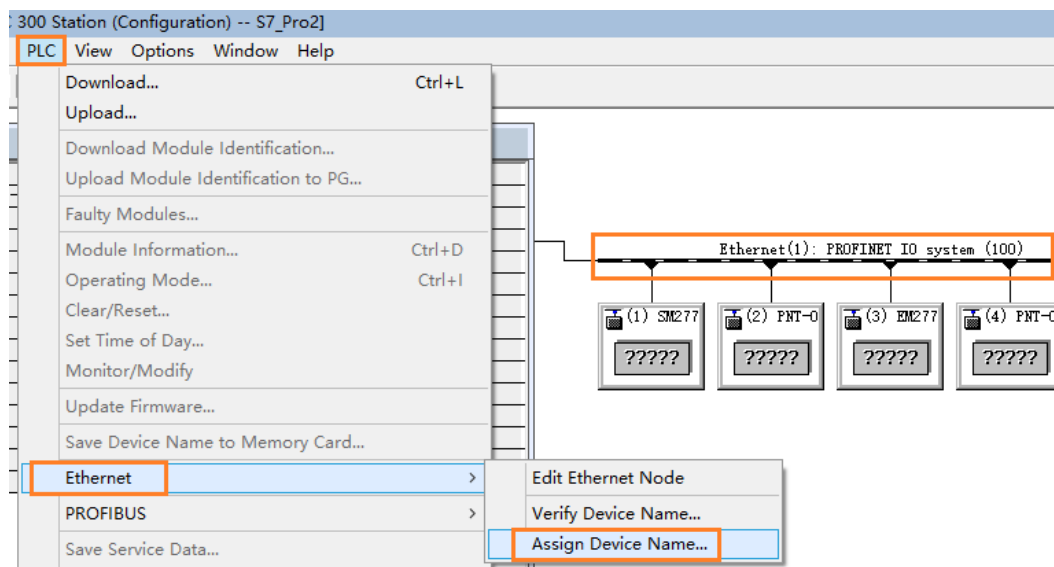 300 Station (Configuration) -- S7_Pro2]
PLC View Options Window Help
Download... Ctrl+L
Upload...
Download Module Identification...
Upload Module Identification to PG...
Faulty Modules...
Module Information... Ctrl+D
Operating Mode... Ctrl+I
Clear/Reset...
Set Time of Day...
Monitor/Modify
Update Firmware...
Save Device Name to Memory Card...
Ethernet >
PROFIBUS >
Save Service Data...
Edit Ethernet Node
Verify Device Name...
Assign Device Name...
Ethernet(1): PROFINET IO system (100)
(1) SM277 (2) PNT-O (3) EM277 (4) PNT-O
????? ????? ????? ?????